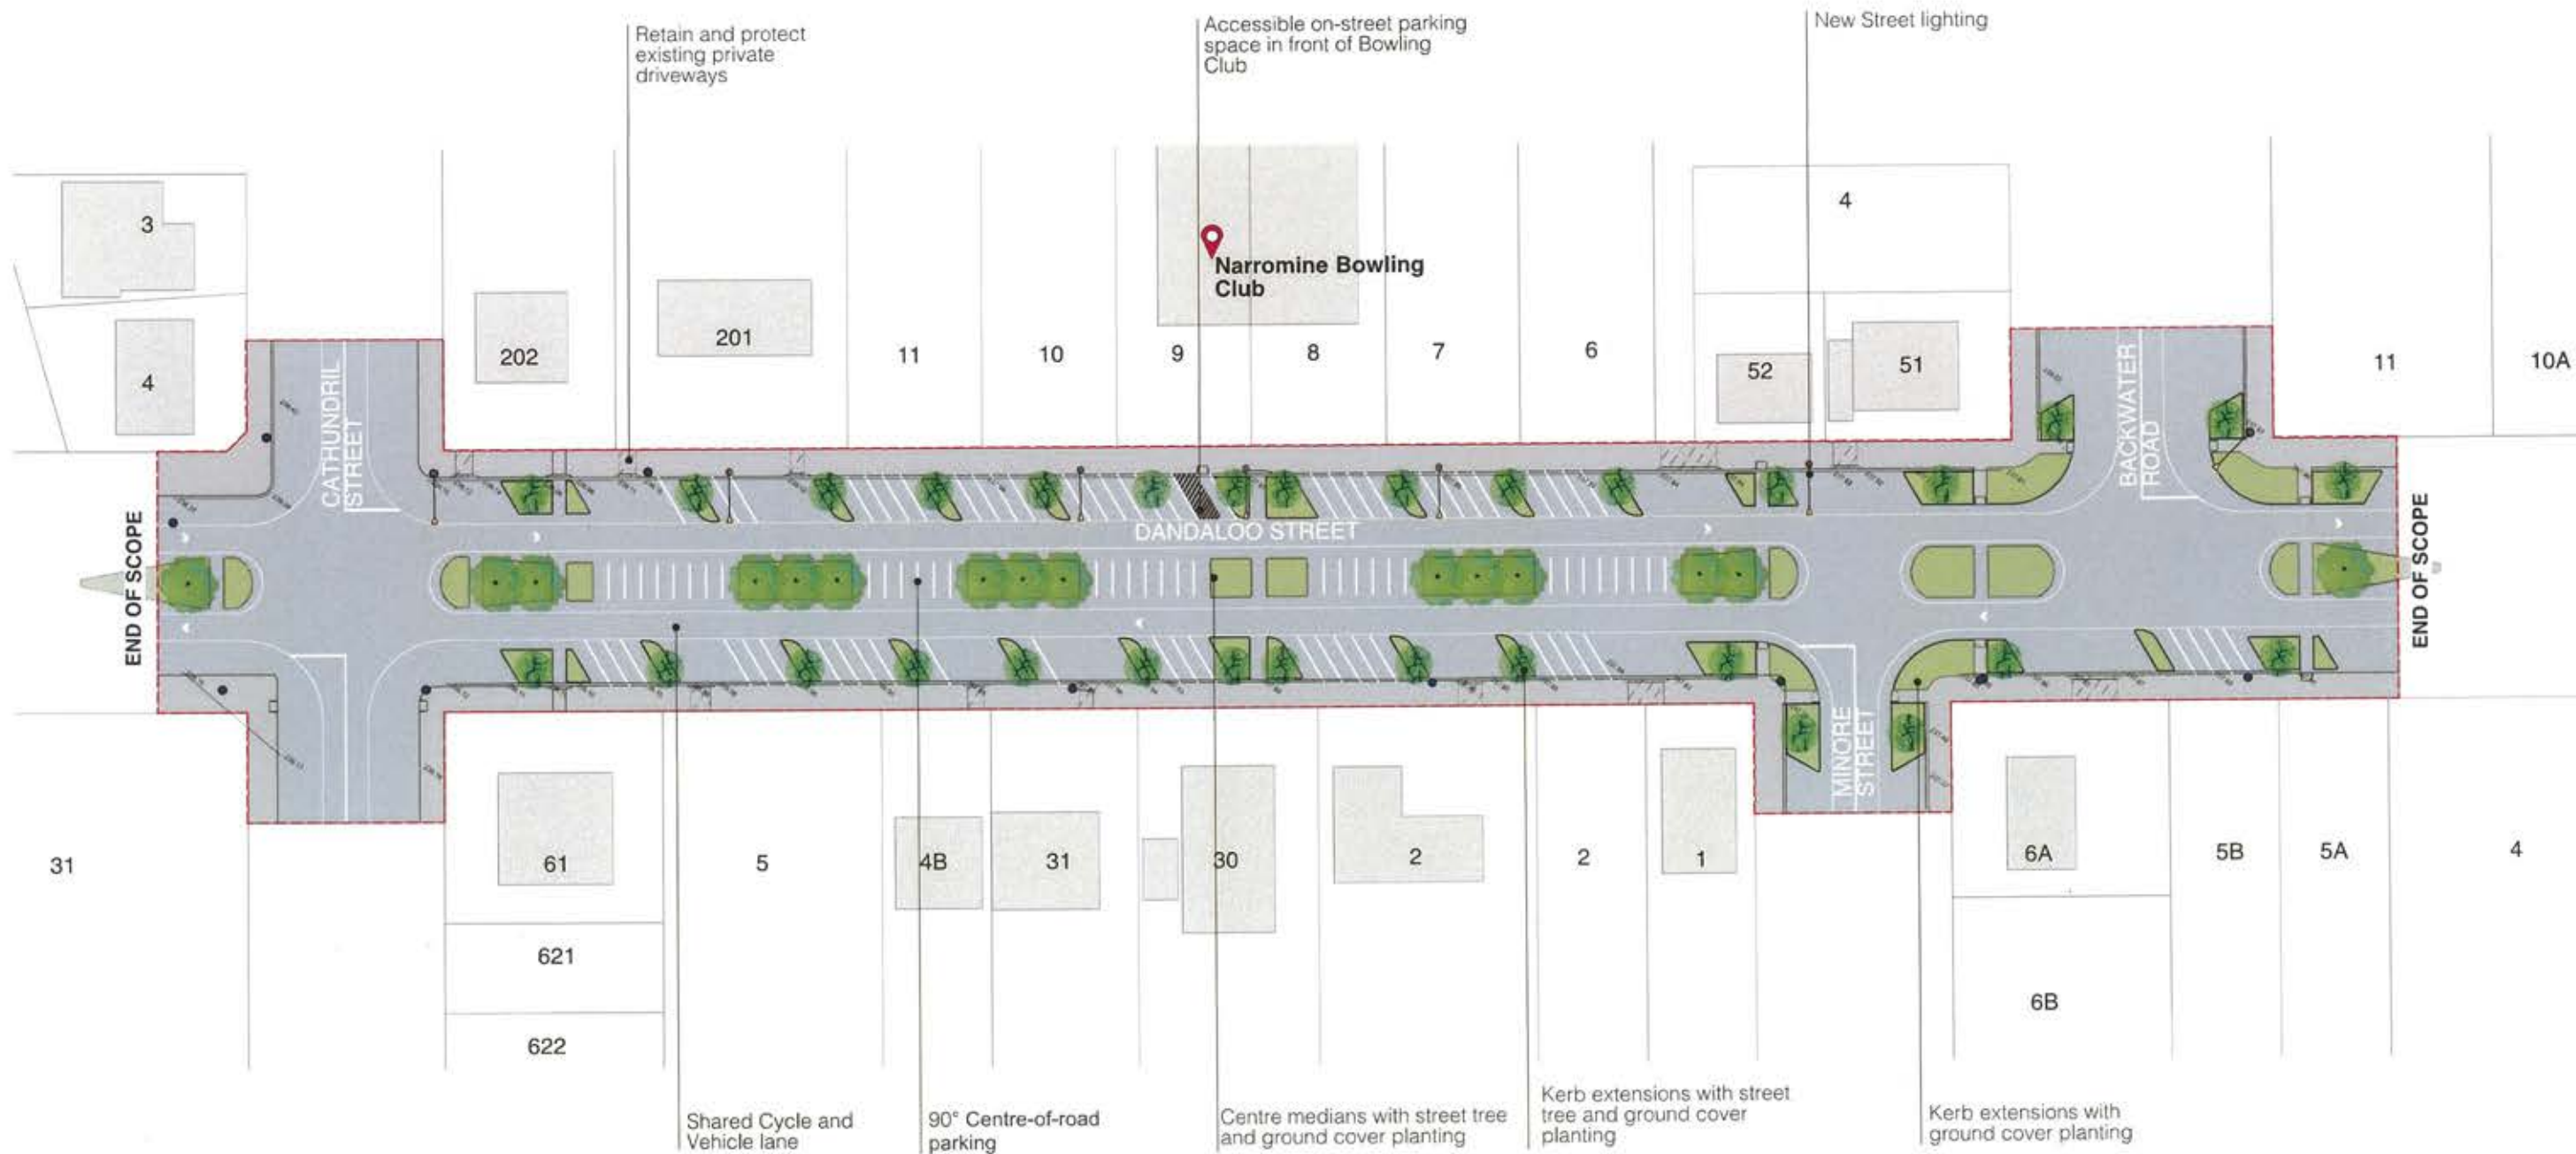 Retain and protect
existing private
driveways
Accessible on-street parking
space in front of Bowling
Club
New Street lighting
3
4
202
201
11
10
9
8
7
6
Narromine Bowling
Club
4
52
51
11
10A
CATHUNDRIL
STREET
BACKWATER
ROAD
DANDALOO STREET
END OF SCOPE
END OF SCOPE
MINORE
STREET
31
61
5
4B
31
30
2
2
1
6A
5B
5A
4
621
622
6B
Shared Cycle and
Vehicle lane
90° Centre-of-road
parking
Centre medians with street tree
and ground cover planting
Kerb extensions with street
tree and ground cover
planting
Kerb extensions with
ground cover planting